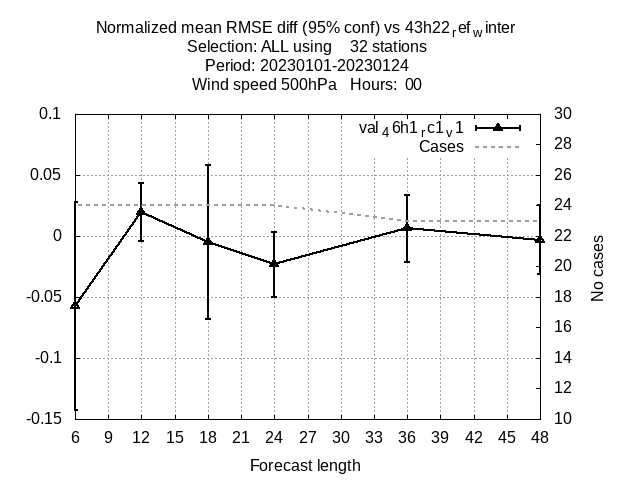 Normalized mean RMSE diff (95% conf) vs 43h22refwinter
Selection: ALL using 32 stations
Period: 20230101-20230124
Wind speed 500hPa Hours: 00
val46h1rc1v1
Cases
0.1
0.05
0
-0.05
-0.1
-0.15
30
28
26
24
22
20
18
16
14
12
10
No cases
6 9 12 15 18 21 24 27 30 33 36 39 42 45 48
Forecast length